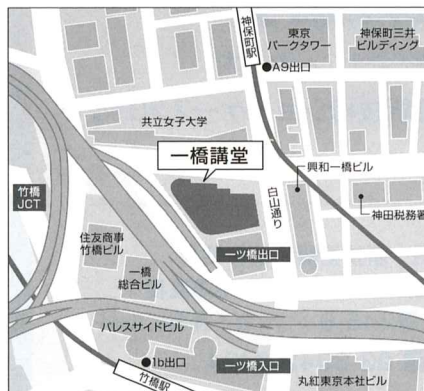 神保町駅
東京
パークタワー
神保町三井
ビルディング
●A9出口
共立女子大学
一橋講堂
白山通り
興和一橋ビル
神田税務署
竹橋
JCT
住友商事
竹橋ビル
一橋
総合ビル
一ツ橋出口
パレスサイドビル
●1b出口
竹橋駅
一ツ橋入口
丸紅東京本社ビル